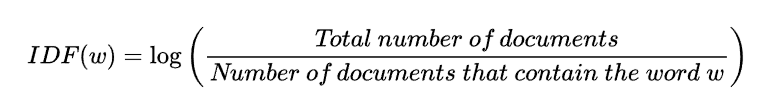 IDF(w) = log ( Total number of documents / Number of documents that contain the word w )